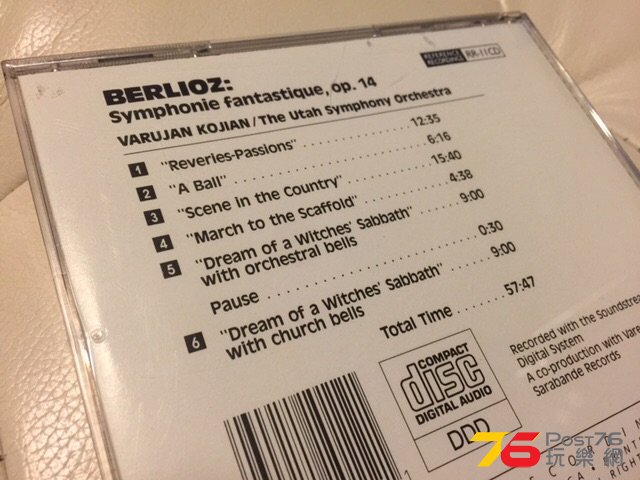 BERLIOZ:
Symphonie fantastique, op. 14
REFERENCE RECORDINGS RR-11CD
VARUJAN KOJIAN/The Utah Symphony Orchestra
1 "Reveries-Passions" 12:35
2 "A Ball" 6:16
3 "Scene in the Country" 15:40
4 "March to the Scaffold" 4:38
5 "Dream of a Witches' Sabbath" 9:00
with orchestral bells
Pause 0:30
6 "Dream of a Witches' Sabbath" 9:00
with church bells
Total Time 57:47
COMPACT
disc
DIGITAL AUDIO
DDD
Recorded with the Soundstream
Digital System
A co-production with Vare
Sarabande Records
76 Post76
玩樂網